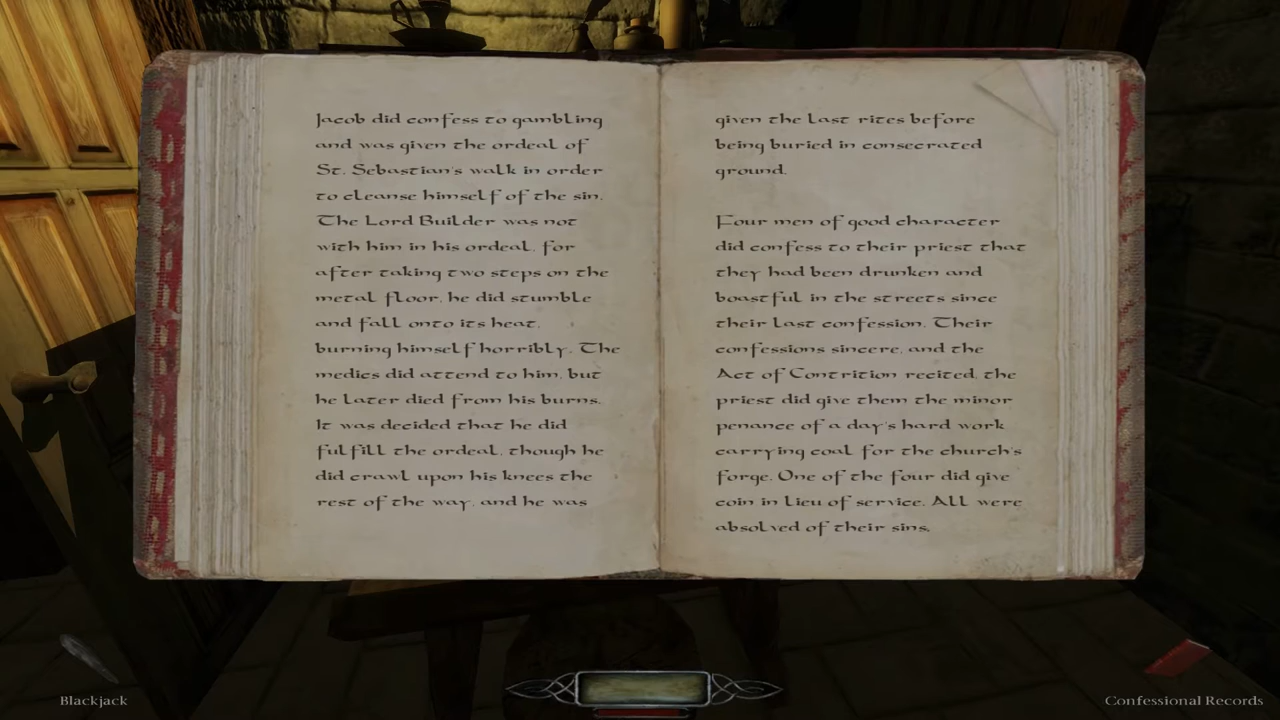 Jacob did confess to gambling
and was given the ordeal of
St. Sebastian's walk in order
to cleanse himself of the sin.
The Lord Builder was not
with him in his ordeal, for
after taking two steps on the
metal floor, he did stumble
and fall onto its heat,
burning himself horribly. The
medics did attend to him, but
he later died from his burns.
It was decided that he did
fulfill the ordeal, though he
did crawl upon his knees the
rest of the way, and he was
given the last rites before
being buried in consecrated
ground.
Four men of good character
did confess to their priest that
they had been drunken and
boastful in the streets since
their last confession. Their
confessions sincere, and the
Act of Contrition recited, the
priest did give them the minor
penance of a day's hard work
carrying coal for the church's
forge. One of the four did give
coin in lieu of service. All were
absolved of their sins.
Blackjack
Confessional Records